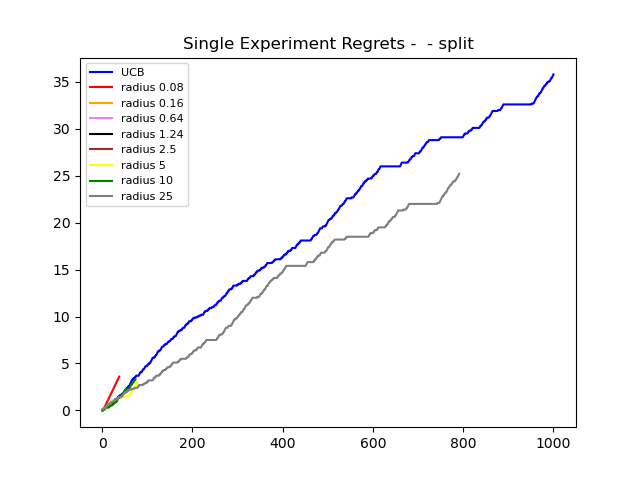 Single Experiment Regrets -  - split
UCB
radius 0.08
radius 0.16
radius 0.64
radius 1.24
radius 2.5
radius 5
radius 10
radius 25
35
30
25
20
15
10
5
0
0 200 400 600 800 1000